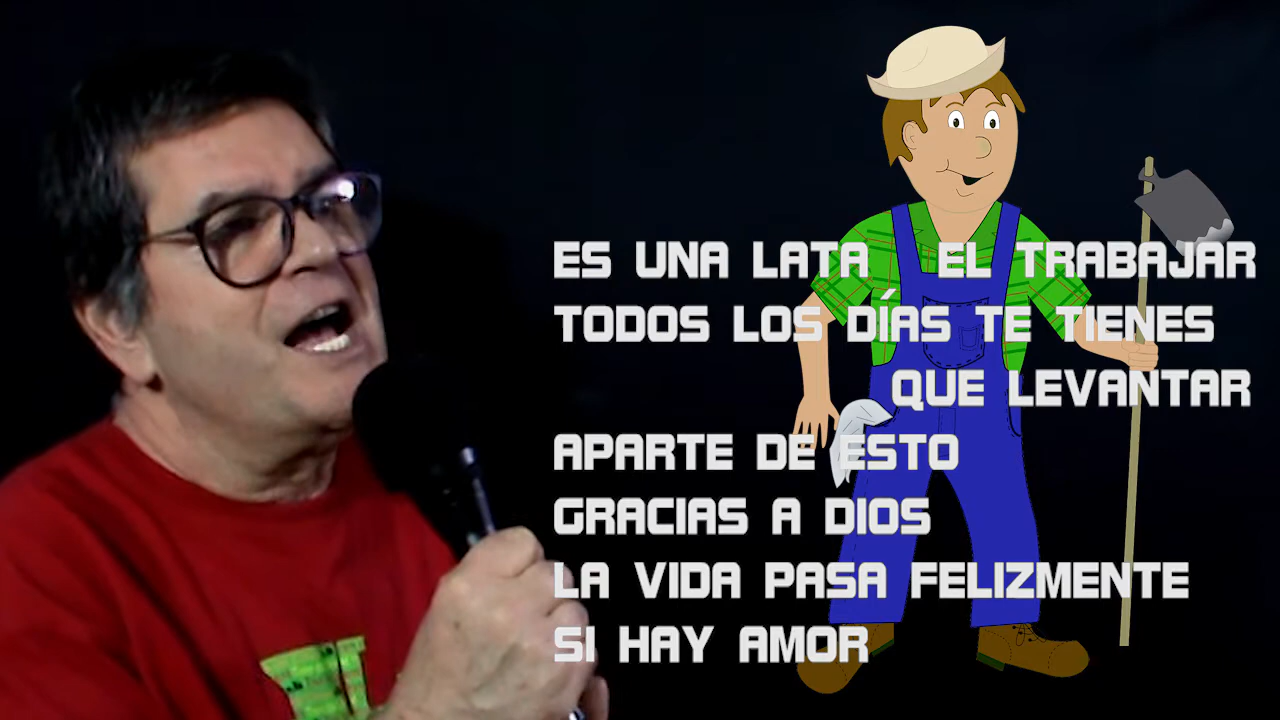 ES UNA LATA EL TRABAJAR
TODOS LOS DÍAS TE TIENES
QUE LEVANTAR
APARTE DE ESTO
GRACIAS A DIOS
LA VIDA PASA FELIZMENTE
SI HAY AMOR